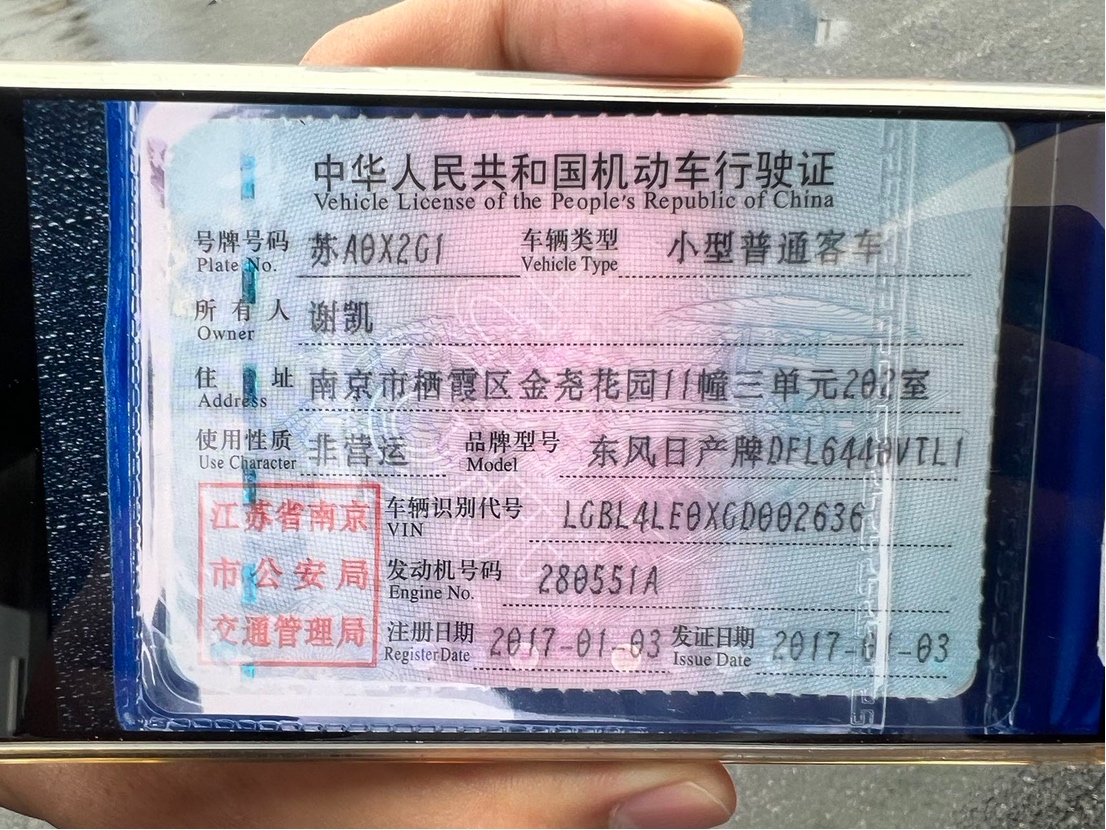 中华人民共和国机动车行驶证
Vehicle License of the People's Republic of China
号牌号码 苏A0X2G1 车辆类型 小型普通客车
Plate No. Vehicle Type
所有人 谢凯
Owner
住址 南京市栖霞区金尧花园11幢三单元202室
Address
使用性质 非营运 品牌型号 东风日产牌DFL6440VTL1
Use Character Model
江苏省南京
市公安局
交通管理局
车辆识别代号 LGBL4LE0XGD002636
VIN
发动机号码 280551A
Engine No.
注册日期 2017-01-03 发证日期 2017-01-03
Register Date Issue Date